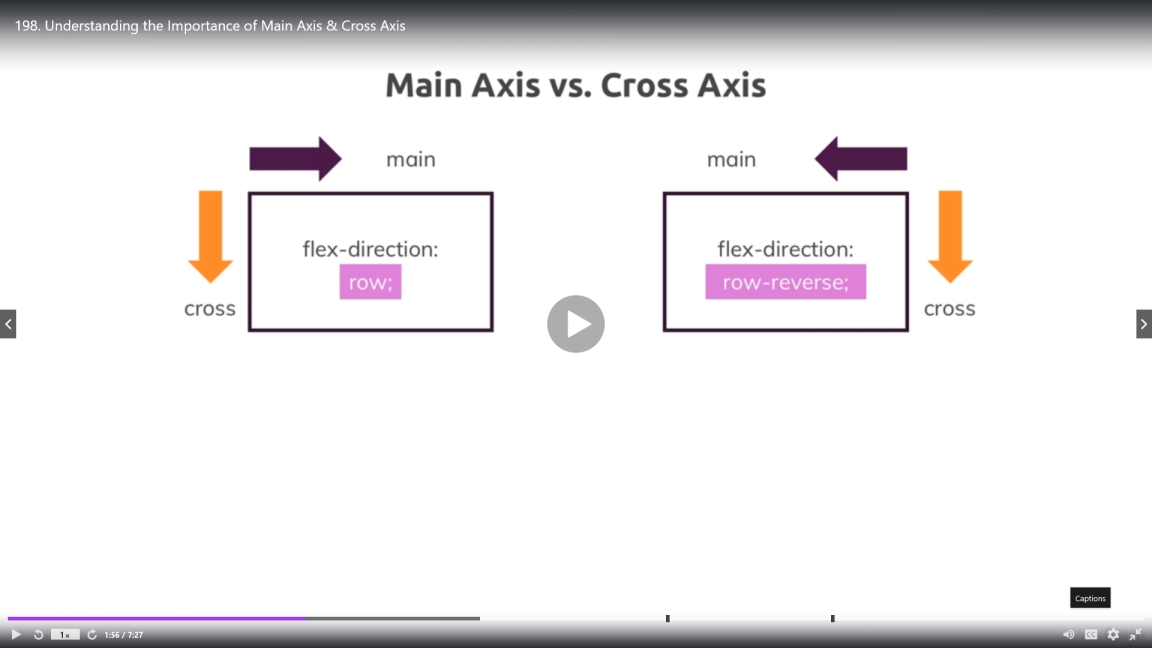 198. Understanding the Importance of Main Axis & Cross Axis
Main Axis vs. Cross Axis
main
cross
flex-direction:
row;
main
flex-direction:
row-reverse;
cross
Captions
1x
1:56 / 7:27
CC